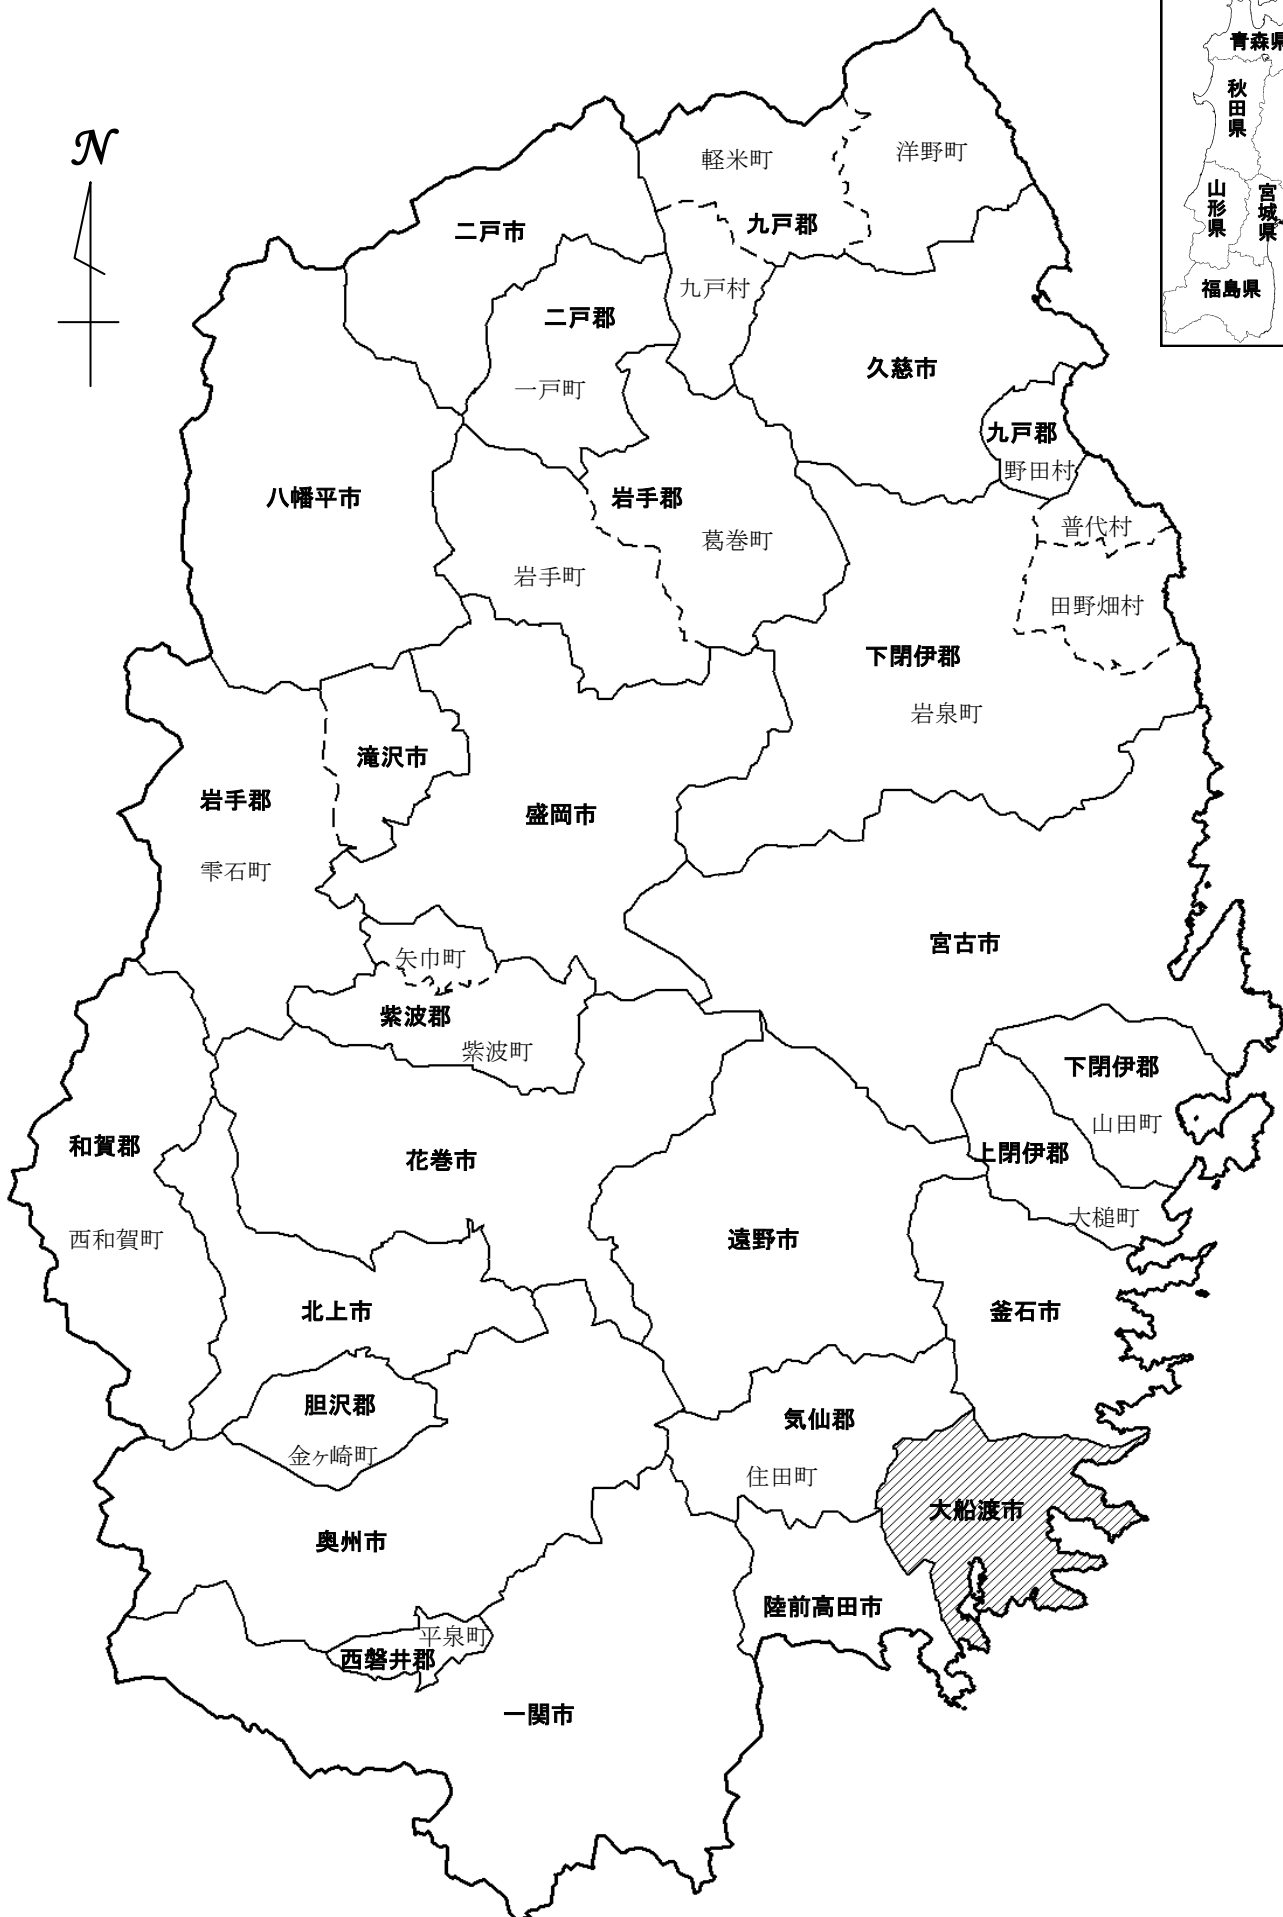 N
青森県
秋田県
山形県
宮城県
福島県
軽米町
洋野町
九戸郡
二戸市
九戸村
二戸郡
一戸町
久慈市
九戸郡
野田村
八幡平市
岩手郡
葛巻町
岩手町
普代村
田野畑村
下閉伊郡
岩泉町
滝沢市
岩手郡
雫石町
盛岡市
宮古市
矢巾町
紫波郡
紫波町
下閉伊郡
山田町
上閉伊郡
大槌町
和賀郡
西和賀町
花巻市
遠野市
北上市
釜石市
胆沢郡
金ヶ崎町
気仙郡
住田町
大船渡市
奥州市
陸前高田市
平泉町
西磐井郡
一関市